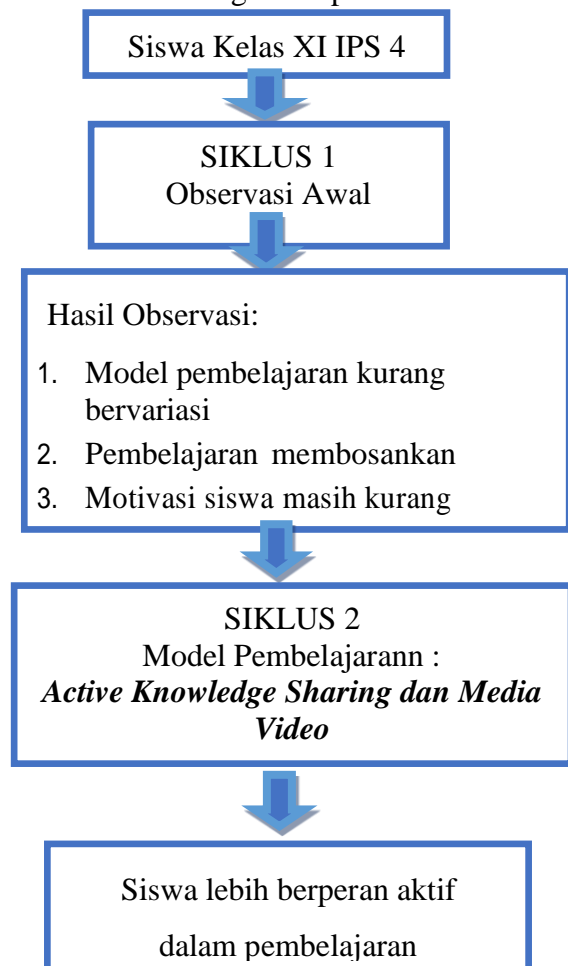 Siswa Kelas XI IPS 4
SIKLUS 1
Observasi Awal
Hasil Observasi:
1. Model pembelajaran kurang
bervariasi
2. Pembelajaran membosankan
3. Motivasi siswa masih kurang
SIKLUS 2
Model Pembelajarann :
Active Knowledge Sharing dan Media
Video
Siswa lebih berperan aktif
dalam pembelajaran